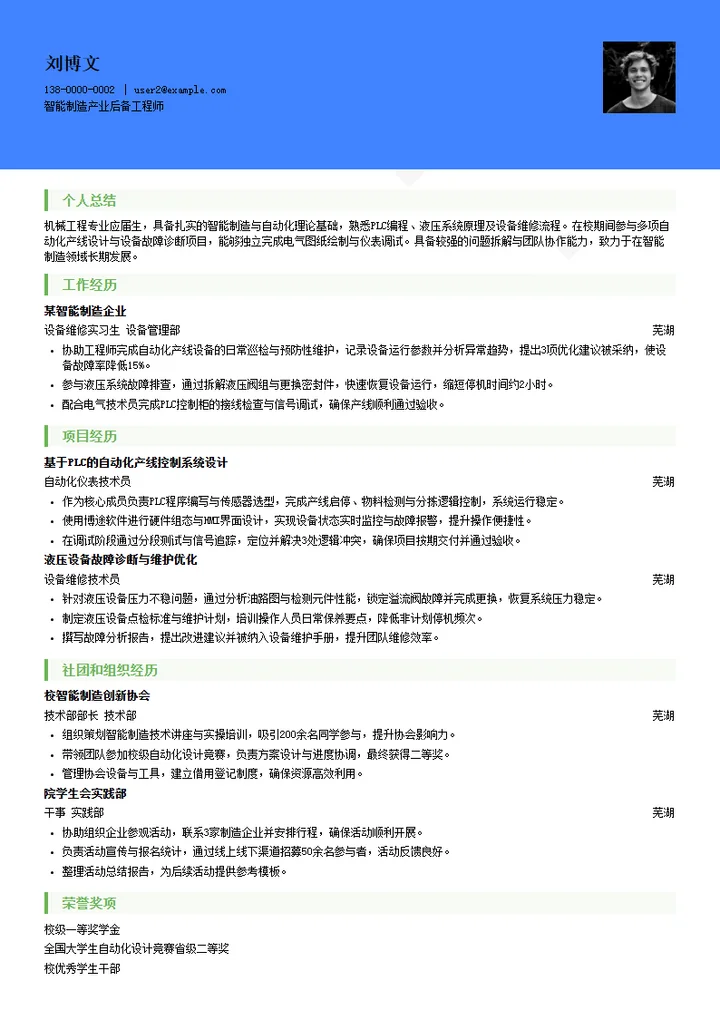 刘博文
138-0000-0002 | user2@example.com
智能制造产业后备工程师
个人总结
机械工程专业应届生，具备扎实的智能制造与自动化理论基础，熟悉PLC编程、液压系统原理及设备维修流程。在校期间参与多项自
动化产线设计与设备故障诊断项目，能够独立完成电气图纸绘制与仪表调试。具备较强的问题拆解与团队协作能力，致力于在智能
制造领域长期发展。
工作经历
某智能制造企业
设备维修实习生 设备管理部 芜湖
• 协助工程师完成自动化产线设备的日常巡检与预防性维护，记录设备运行参数并分析异常趋势，提出3项优化建议被采纳，使设
备故障率降低15%。
• 参与液压系统故障排查，通过拆解液压阀组与更换密封件，快速恢复设备运行，缩短停机时间约2小时。
• 配合电气技术员完成PLC控制柜的接线检查与信号调试，确保产线顺利通过验收。
项目经历
基于PLC的自动化产线控制系统设计
自动化仪表技术员 芜湖
• 作为核心成员负责PLC程序编写与传感器选型，完成产线启停、物料检测与分拣逻辑控制，系统运行稳定。
• 使用博途软件进行硬件组态与HMI界面设计，实现设备状态实时监控与故障报警，提升操作便捷性。
• 在调试阶段通过分段测试与信号追踪，定位并解决3处逻辑冲突，确保项目按期交付并通过验收。
液压设备故障诊断与维护优化
设备维修技术员 芜湖
• 针对液压设备压力不稳问题，通过分析油路图与检测元件性能，锁定溢流阀故障并完成更换，恢复系统压力稳定。
• 制定液压设备点检标准与维护计划，培训操作人员日常保养要点，降低非计划停机频次。
• 撰写故障分析报告，提出改进建议并被纳入设备维护手册，提升团队维修效率。
社团和组织经历
校智能制造创新协会
技术部部长 技术部 芜湖
• 组织策划智能制造技术讲座与实操培训，吸引200余名同学参与，提升协会影响力。
• 带领团队参加校级自动化设计竞赛，负责方案设计与进度协调，最终获得二等奖。
• 管理协会设备与工具，建立借用登记制度，确保资源高效利用。
院学生会实践部
干事 实践部 芜湖
• 协助组织企业参观活动，联系3家制造企业并安排行程，确保活动顺利开展。
• 负责活动宣传与报名统计，通过线上线下渠道招募50余名参与者，活动反馈良好。
• 整理活动总结报告，为后续活动提供参考模板。
荣誉奖项
校级一等奖学金
全国大学生自动化设计竞赛省级二等奖
校优秀学生干部